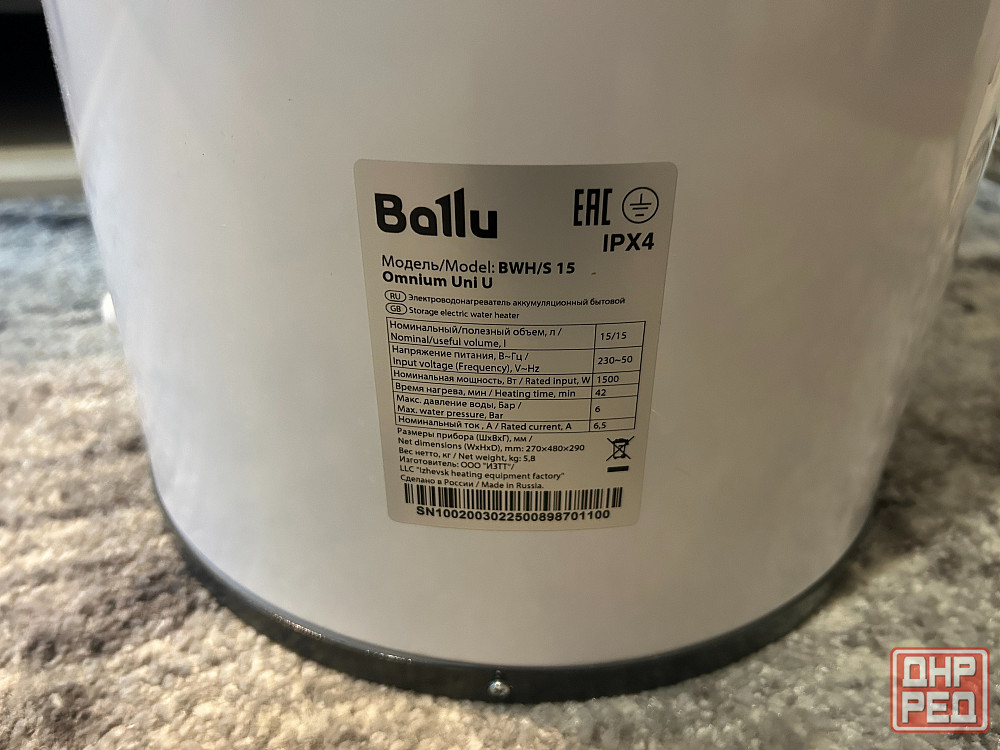 Ballu
EAC
IPX4
Модель/Model: BWH/S 15
Omnium Uni U
RU Электроводонагреватель аккумуляционный бытовой
GB Storage electric water heater
Номинальный/полезный объем, л /
Nominal/useful volume, l
15/15
Напряжение питания, В~Гц /
Input voltage (Frequency), V~Hz
230~50
Номинальная мощность, Вт / Rated Input, W 1500
Время нагрева, мин / Heating time, min 42
Макс. давление воды, Бар /
Max. water pressure, Bar
6
Номинальный ток , А / Rated current, A 6,5
Размеры прибора (ШхВхГ), мм /
Net dimensions (WxHxD), mm: 270×480×290
Вес нетто, кг / Net weight, kg: 5,8
Изготовитель: ООО "ИЗТТ"/
LLC "Izhevsk heating equipment factory"
Сделано в России / Made in Russia.
SN1002003022500898701100
ДНР
РЕД